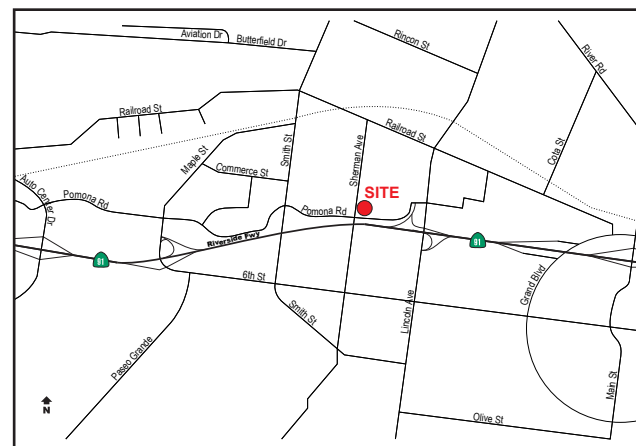 Aviation Dr
Butterfield Dr
Rincon St
River Rd
Railroad St
Maple St
Smith St
Sherman Ave
Railroad St
Cota St
Commerce St
Auto Center Dr
Pomona Rd
SITE
Pomona Rd
Riverside Fwy
91
91
6th St
Grand Blvd
Smith St
Lincoln Ave
Paseo Grande
Main St
N
Olive St